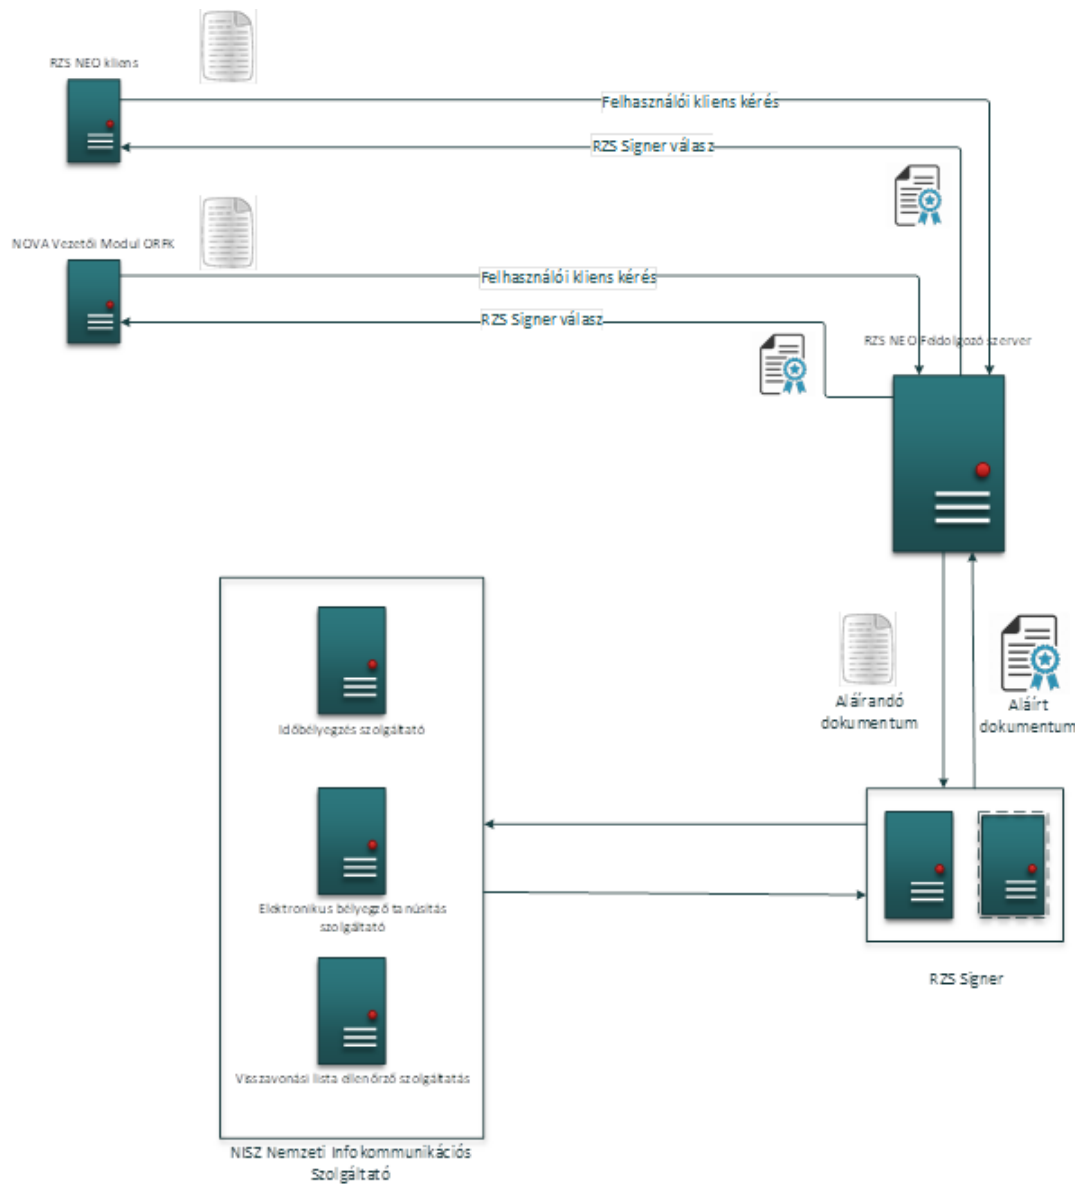 RZS NEO kliens
Felhasználói kliens kérés
RZS Signer válasz
NOVA Vezetői Modul ORFK
Felhasználói kliens kérés
RZS Signer válasz
RZS NEO Feldolgozó szerver
Aláírandó
dokumentum
Aláírt
dokumentum
Időbélyegzés szolgáltató
Elektronikus bélyegző tanúsítás
szolgáltató
RZS Signer
Visszavonási lista ellenőrző szolgáltatás
NISZ Nemzeti Infokommunikációs
Szolgáltató